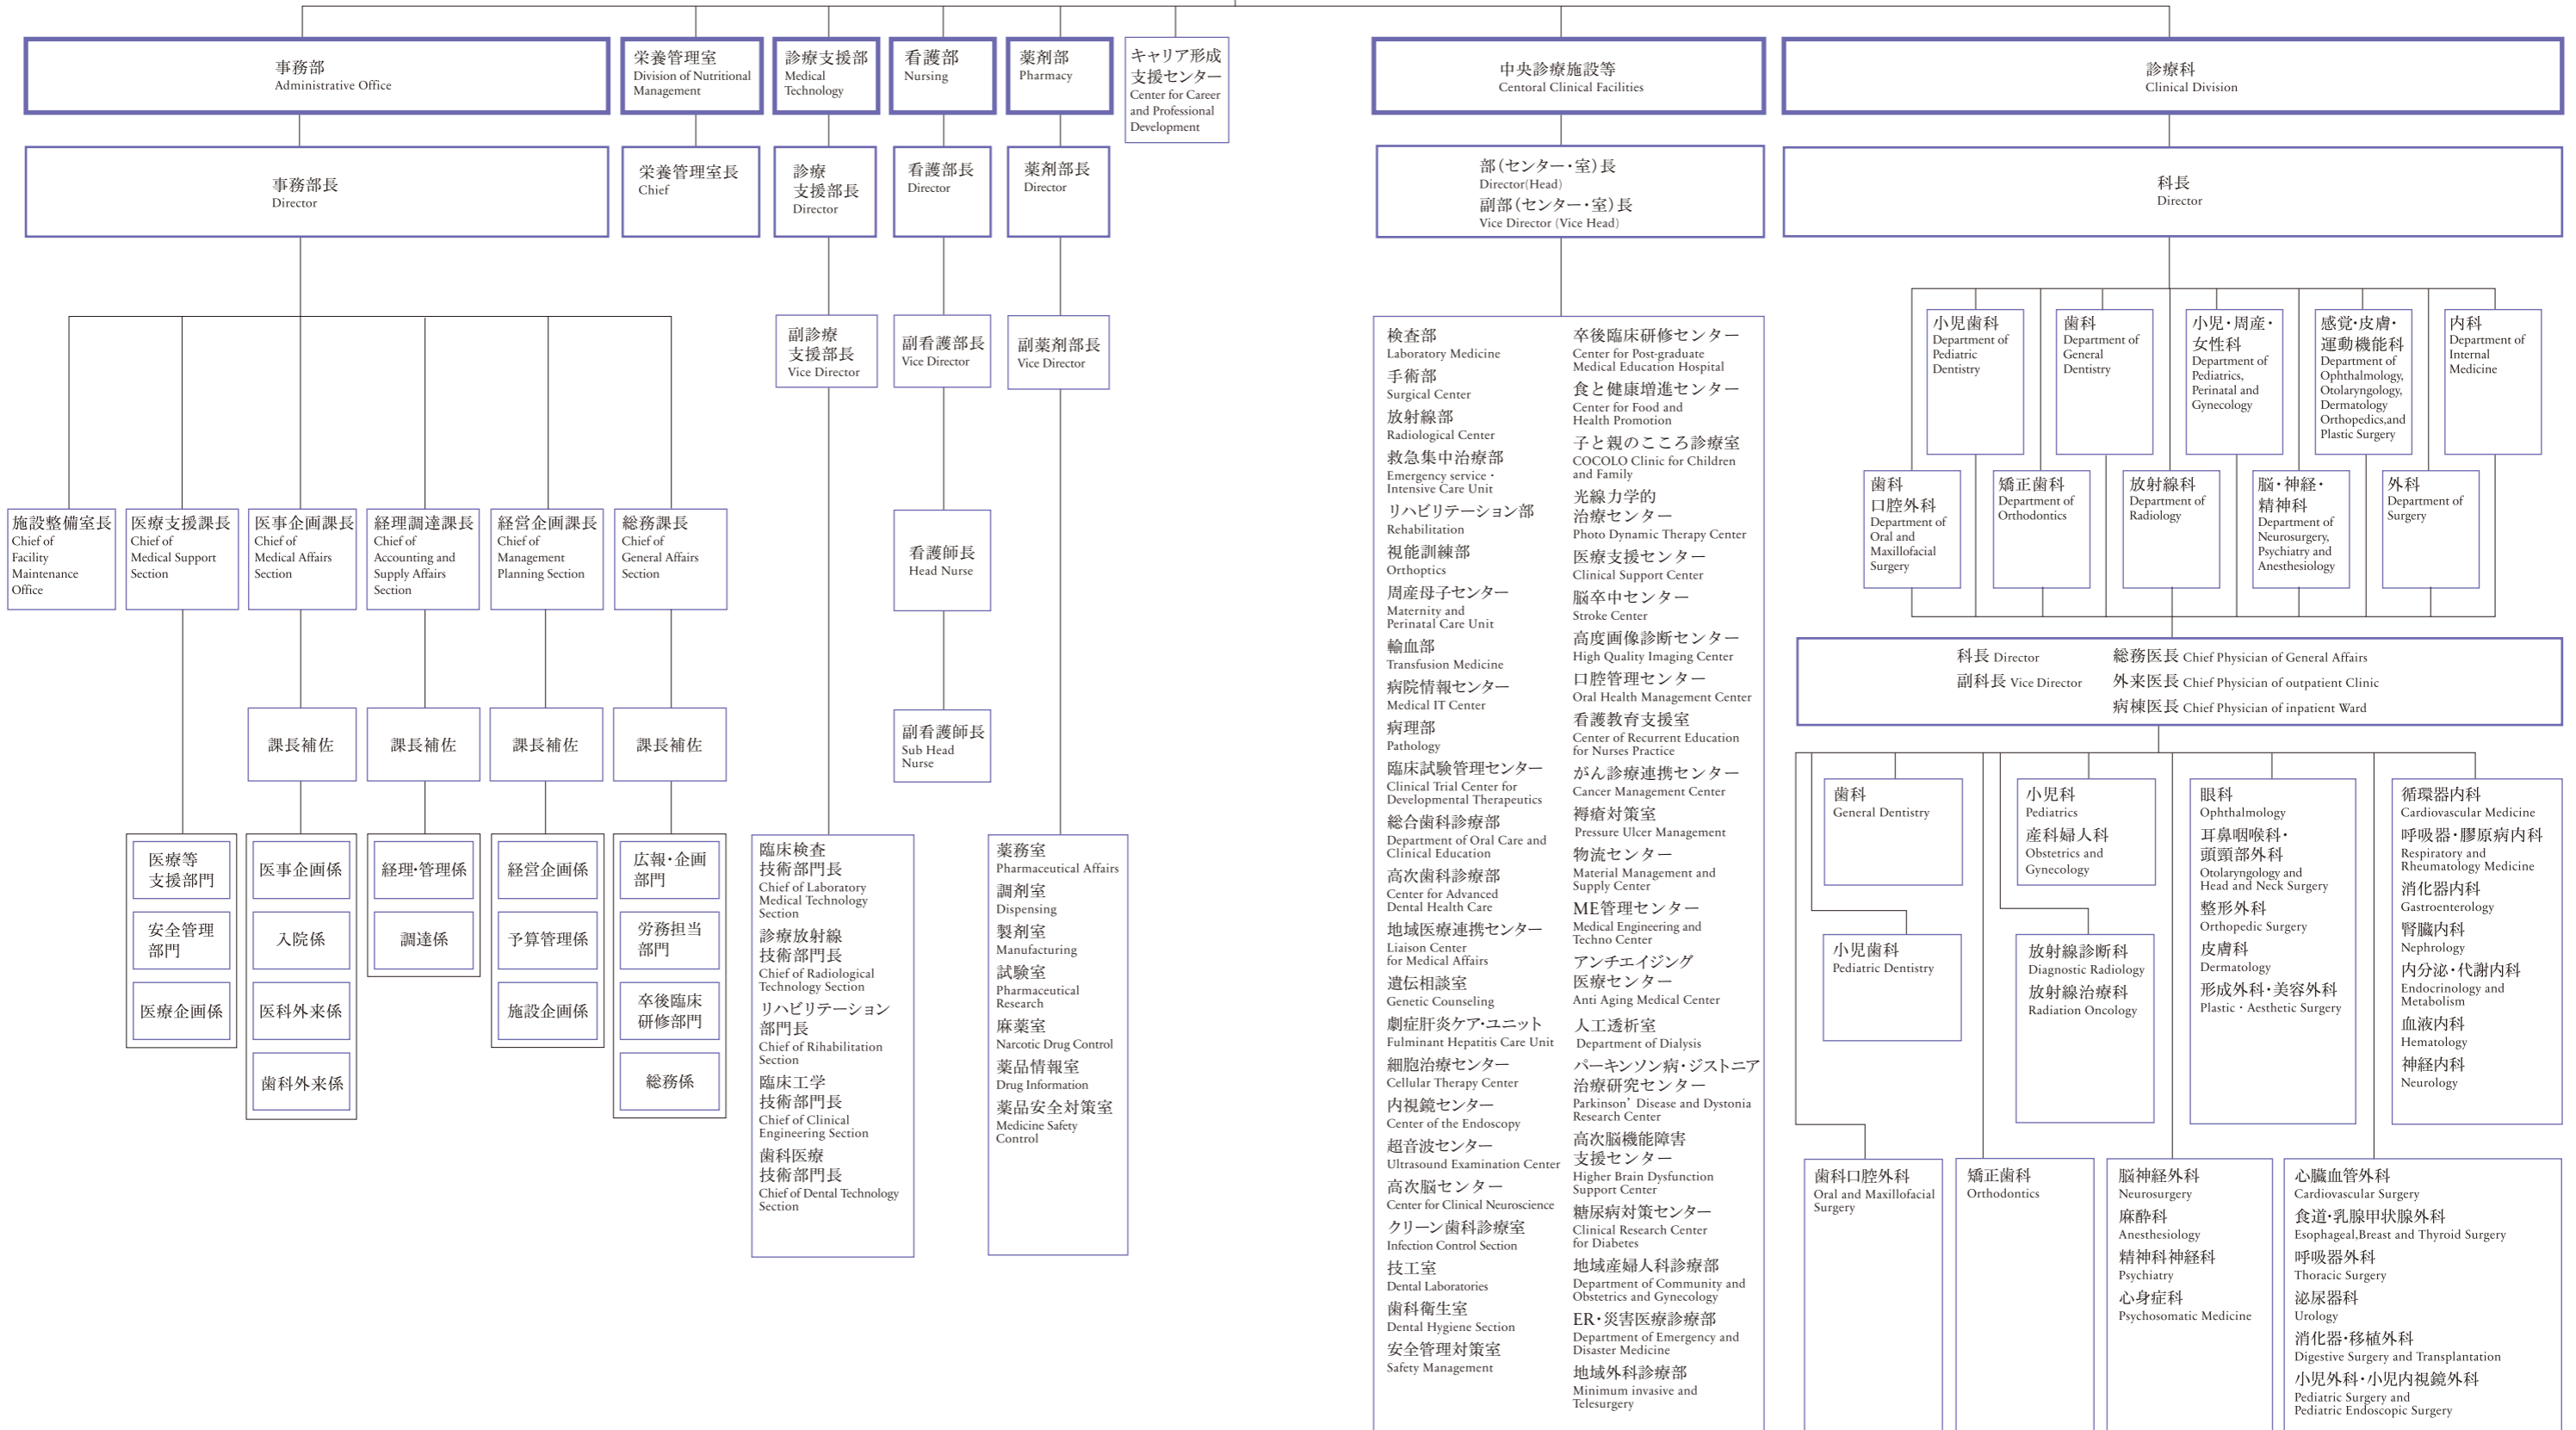 事務部
Administrative Office
栄養管理室
Division of Nutritional
Management
診療支援部
Medical
Technology
看護部
Nursing
薬剤部
Pharmacy
キャリア形成
支援センター
Center for Career
and Professional
Development
中央診療施設等
Centoral Clinical Facilities
診療科
Clinical Division
事務部長
Director
栄養管理室長
Chief
診療
支援部長
Director
看護部長
Director
薬剤部長
Director
部（センター・室）長
Director(Head)
副部（センター・室）長
Vice Director (Vice Head)
科長
Director
副診療
支援部長
Vice Director
副看護部長
Vice Director
副薬剤部長
Vice Director
施設整備室長
Chief of
Facility
Maintenance
Office
医療支援課長
Chief of
Medical Support
Section
医事企画課長
Chief of
Medical Affairs
Section
経理調達課長
Chief of
Accounting and
Supply Affairs
Section
経営企画課長
Chief of
Management
Planning Section
総務課長
Chief of
General Affairs
Section
看護師長
Head Nurse
副看護師長
Sub Head
Nurse
課長補佐
課長補佐
課長補佐
課長補佐
医療等
支援部門
安全管理
部門
医療企画係
医事企画係
入院係
医科外来係
歯科外来係
経理・管理係
調達係
経営企画係
予算管理係
施設企画係
広報・企画
部門
労務担当
部門
卒後臨床
研修部門
総務係
臨床検査
技術部門長
Chief of Laboratory
Medical Technology
Section
診療放射線
技術部門長
Chief of Radiological
Technology Section
リハビリテーション
部門長
Chief of Rihabilitation
Section
臨床工学
技術部門長
Chief of Clinical
Engineering Section
歯科医療
技術部門長
Chief of Dental Technology
Section
薬務室
Pharmaceutical Affairs
調剤室
Dispensing
製剤室
Manufacturing
試験室
Pharmaceutical
Research
麻薬室
Narcotic Drug Control
薬品情報室
Drug Information
薬品安全対策室
Medicine Safety
Control
検査部
Laboratory Medicine
手術部
Surgical Center
放射線部
Radiological Center
救急集中治療部
Emergency service・
Intensive Care Unit
リハビリテーション部
Rehabilitation
視能訓練部
Orthoptics
周産母子センター
Maternity and
Perinatal Care Unit
輸血部
Transfusion Medicine
病院情報センター
Medical IT Center
病理部
Pathology
臨床試験管理センター
Clinical Trial Center for
Developmental Therapeutics
総合歯科診療部
Department of Oral Care and
Clinical Education
高次歯科診療部
Center for Advanced
Dental Health Care
地域医療連携センター
Liaison Center
for Medical Affairs
遺伝相談室
Genetic Counseling
劇症肝炎ケア・ユニット
Fulminant Hepatitis Care Unit
細胞治療センター
Cellular Therapy Center
内視鏡センター
Center of the Endoscopy
超音波センター
Ultrasound Examination Center
高次脳センター
Center for Clinical Neuroscience
クリーン歯科診療室
Infection Control Section
技工室
Dental Laboratories
歯科衛生室
Dental Hygiene Section
安全管理対策室
Safety Management
卒後臨床研修センター
Center for Post-graduate
Medical Education Hospital
食と健康増進センター
Center for Food and
Health Promotion
子と親のこころ診療室
COCOLO Clinic for Children
and Family
光線力学的
治療センター
Photo Dynamic Therapy Center
医療支援センター
Clinical Support Center
脳卒中センター
Stroke Center
高度画像診断センター
High Quality Imaging Center
口腔管理センター
Oral Health Management Center
看護教育支援室
Center of Recurrent Education
for Nurses Practice
がん診療連携センター
Cancer Management Center
褥瘡対策室
Pressure Ulcer Management
物流センター
Material Management and
Supply Center
ME管理センター
Medical Engineering and
Techno Center
アンチエイジング
医療センター
Anti Aging Medical Center
人工透析室
Department of Dialysis
パーキンソン病・ジストニア
治療研究センター
Parkinson’ Disease and Dystonia
Research Center
高次脳機能障害
支援センター
Higher Brain Dysfunction
Support Center
糖尿病対策センター
Clinical Research Center
for Diabetes
地域産婦人科診療部
Department of Community and
Obstetrics and Gynecology
ER・災害医療診療部
Department of Emergency and
Disaster Medicine
地域外科診療部
Minimum invasive and
Telesurgery
小児歯科
Department of
Pediatric
Dentistry
歯科
Department of
General
Dentistry
小児・周産・
女性科
Department of
Pediatrics,
Perinatal and
Gynecology
感覚・皮膚・
運動機能科
Department of
Ophthalmology,
Otolaryngology,
Dermatology
Orthopedics,and
Plastic Surgery
内科
Department of
Internal
Medicine
歯科
口腔外科
Department of
Oral and
Maxillofacial
Surgery
矯正歯科
Department of
Orthodontics
放射線科
Department of
Radiology
脳・神経・
精神科
Department of
Neurosurgery,
Psychiatry and
Anesthesiology
外科
Department of
Surgery
科長 Director
副科長 Vice Director
総務医長 Chief Physician of General Affairs
外来医長 Chief Physician of outpatient Clinic
病棟医長 Chief Physician of inpatient Ward
歯科
General Dentistry
小児歯科
Pediatric Dentistry
小児科
Pediatrics
産科婦人科
Obstetrics and
Gynecology
放射線診断科
Diagnostic Radiology
放射線治療科
Radiation Oncology
眼科
Ophthalmology
耳鼻咽喉科・
頭頸部外科
Otolaryngology and
Head and Neck Surgery
整形外科
Orthopedic Surgery
皮膚科
Dermatology
形成外科・美容外科
Plastic・Aesthetic Surgery
循環器内科
Cardiovascular Medicine
呼吸器・膠原病内科
Respiratory and
Rheumatology Medicine
消化器内科
Gastroenterology
腎臓内科
Nephrology
内分泌・代謝内科
Endocrinology and
Metabolism
血液内科
Hematology
神経内科
Neurology
歯科口腔外科
Oral and Maxillofacial
Surgery
矯正歯科
Orthodontics
脳神経外科
Neurosurgery
麻酔科
Anesthesiology
精神科神経科
Psychiatry
心身症科
Psychosomatic Medicine
心臓血管外科
Cardiovascular Surgery
食道・乳腺甲状腺外科
Esophageal,Breast and Thyroid Surgery
呼吸器外科
Thoracic Surgery
泌尿器科
Urology
消化器・移植外科
Digestive Surgery and Transplantation
小児外科・小児内視鏡外科
Pediatric Surgery and
Pediatric Endoscopic Surgery